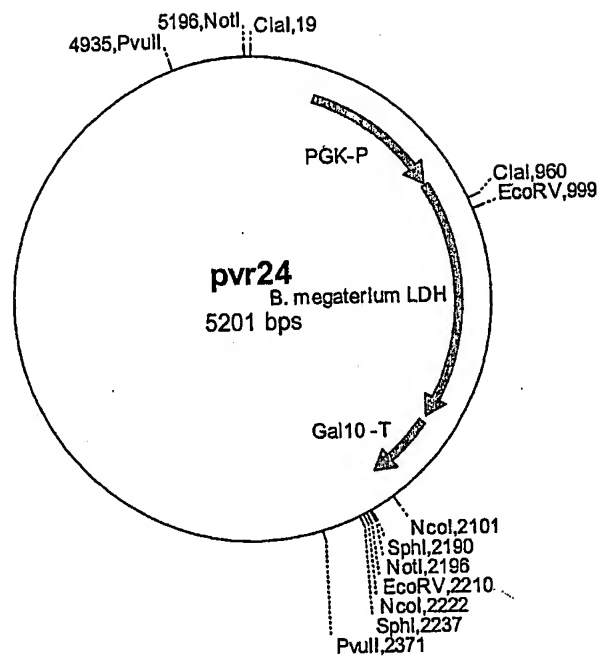 5196,NotI
ClaI,19
4935,PvuII
PGK-P
ClaI,960
EcoRV,999
pvr24
B. megaterium LDH
5201 bps
Gal10 -T
NcoI,2101
SphI,2190
NotI,2196
EcoRV,2210
NcoI,2222
SphI,2237
PvuII,2371